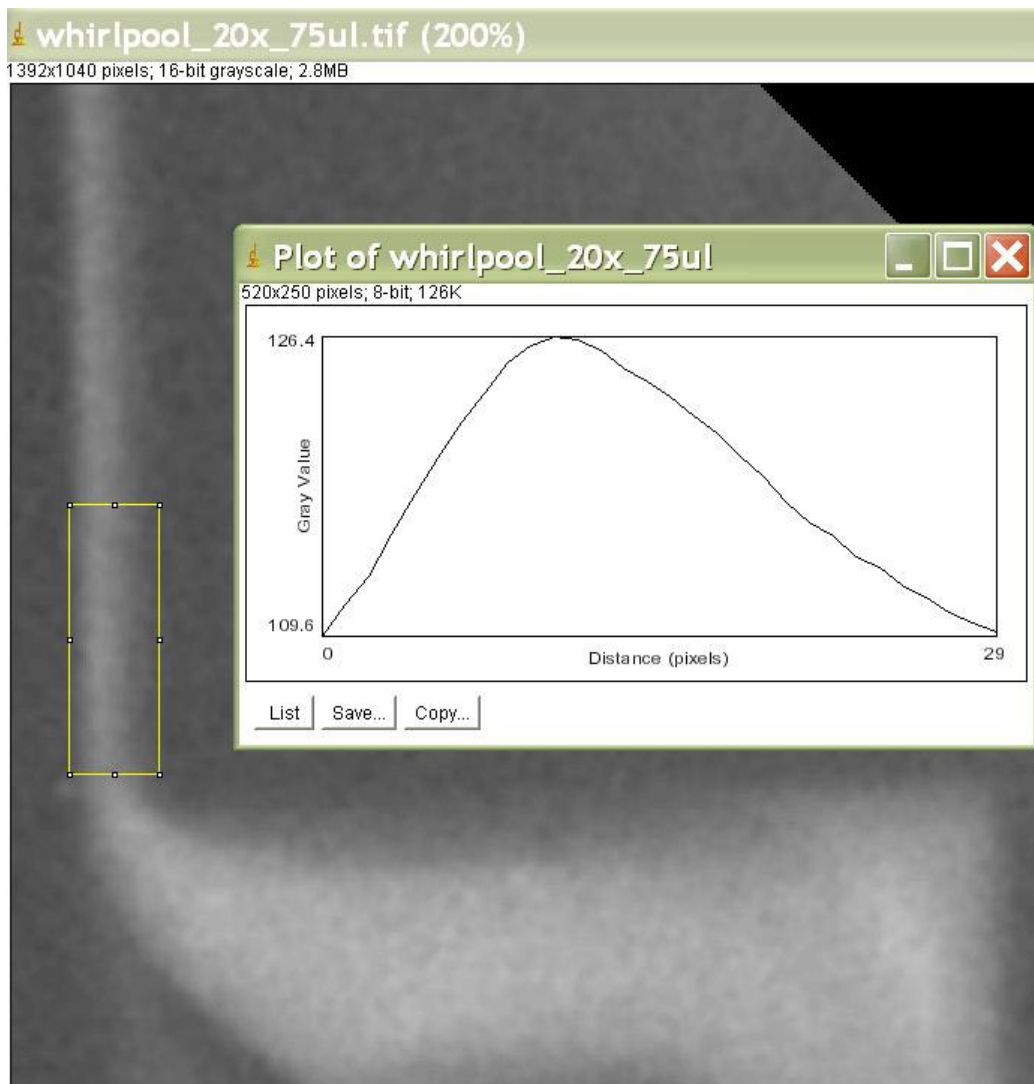 whirlpool_20x_75ul.tif (200%)
1392x1040 pixels; 16-bit grayscale; 2.8MB
Plot of whirlpool_20x_75ul
520x250 pixels; 8-bit; 126K
126.4
Gray Value
109.6
0
Distance (pixels)
29
List
Save...
Copy...